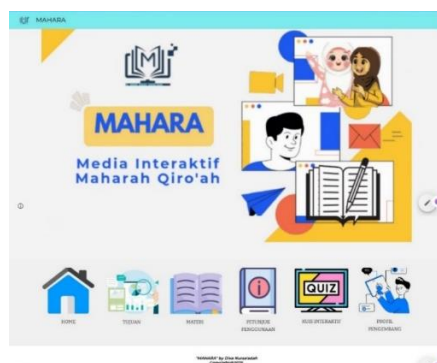 MAHARA
MAHARA
Media Interaktif
Maharah Qiro'ah
HOME
TUJUAN
MATERI
PETUNJUK
PENGGUNAAN
QUIZ
KUIS INTERAKTIF
PROFIL
PENGEMBANG